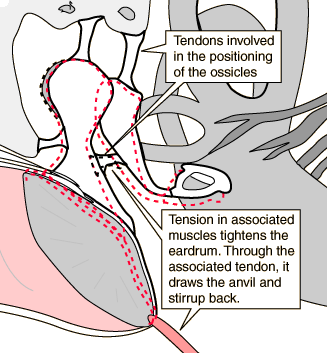 Tendons involved
in the positioning
of the ossicles
Tension in associated
muscles tightens the
eardrum. Through the
associated tendon, it
draws the anvil and
stirrup back.